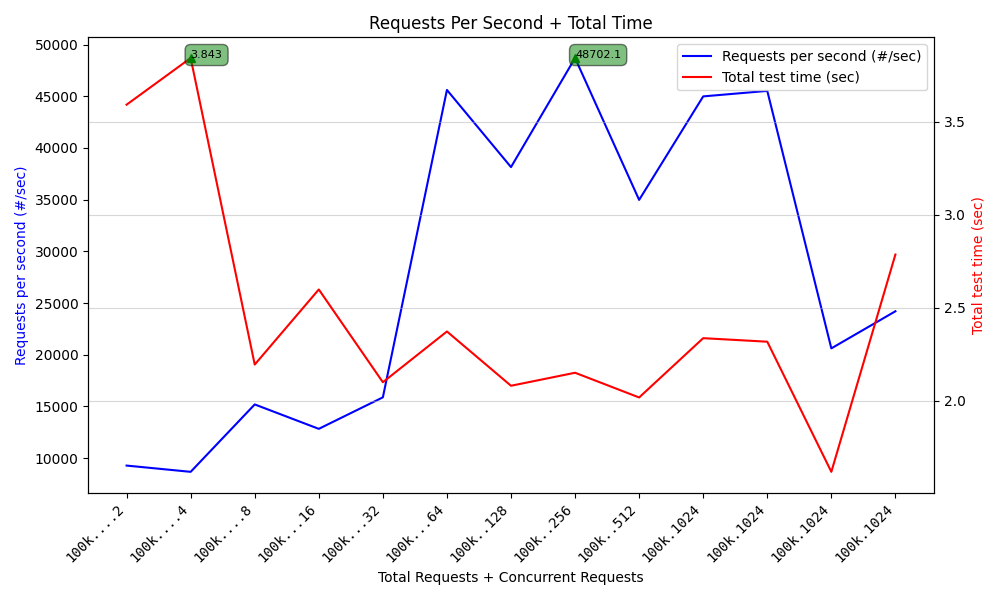 Requests Per Second + Total Time
3.843
48702.1
Requests per second (#/sec)
Total test time (sec)
50000
45000
40000
35000
30000
25000
20000
15000
10000
Requests per second (#/sec)
3.5
3.0
2.5
2.0
Total test time (sec)
100k....2
100k....4
100k....8
100k...16
100k...32
100k...64
100k..128
100k..256
100k..512
100k.1024
100k.1024
100k.1024
100k.1024
Total Requests + Concurrent Requests